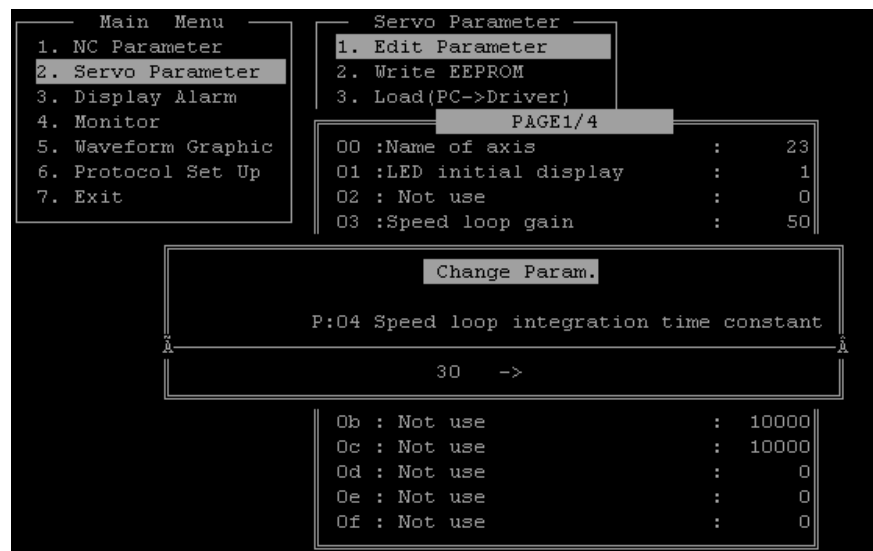 Main Menu
1. NC Parameter
2. Servo Parameter
3. Display Alarm
4. Monitor
5. Waveform Graphic
6. Protocol Set Up
7. Exit
Servo Parameter
1. Edit Parameter
2. Write EEPROM
3. Load(PC->Driver)
PAGE1/4
00 :Name of axis : 23
01 :LED initial display : 1
02 : Not use : 0
03 :Speed loop gain : 50
Change Param.
P:04 Speed loop integration time constant
Ã Â
30 ->
0b : Not use : 10000
0c : Not use : 10000
0d : Not use : 0
0e : Not use : 0
0f : Not use : 0